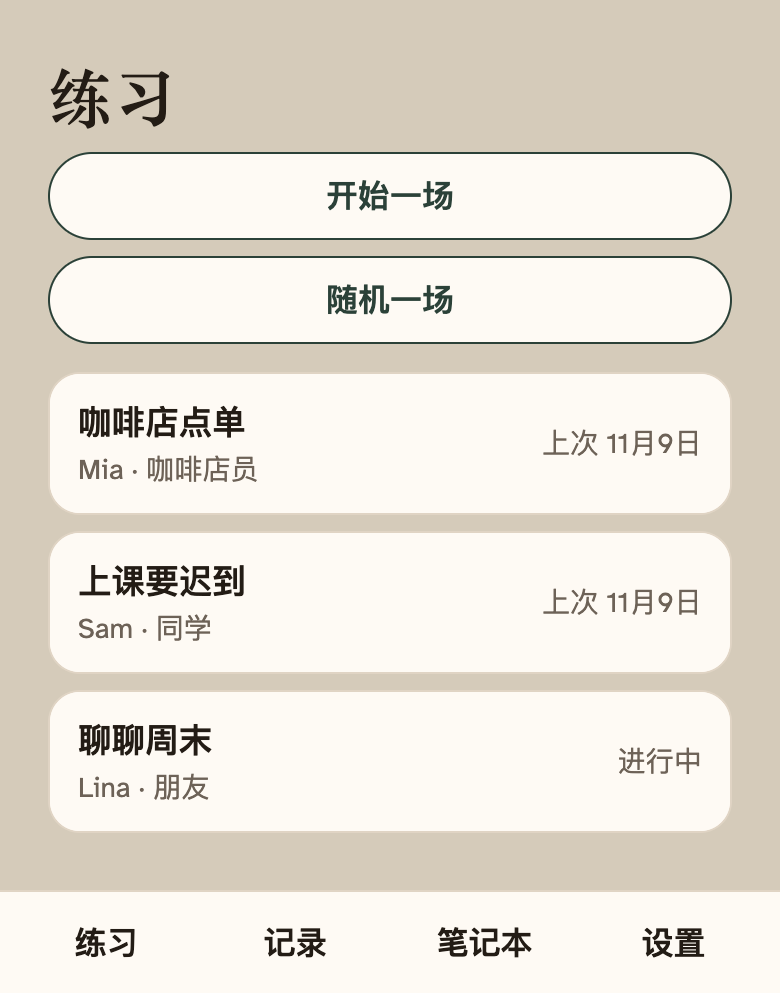 练习
开始一场
随机一场
咖啡店点单
Mia · 咖啡店员
上次 11月9日
上课要迟到
Sam · 同学
上次 11月9日
聊聊周末
Lina · 朋友
进行中
练习
记录
笔记本
设置